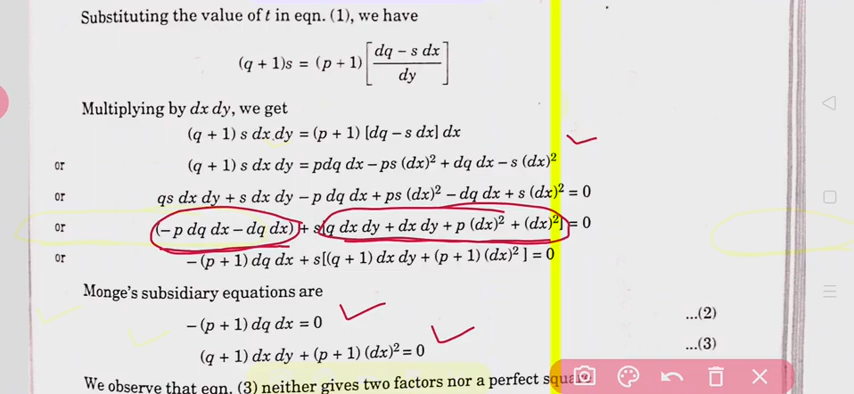 Substituting the value of t in eqn. (1), we have
(q + 1)s = (p + 1) [dq – s dx / dy]
Multiplying by dx dy, we get
(q + 1) s dx dy = (p + 1) [dq – s dx] dx
or (q + 1) s dx dy = pdq dx – ps (dx)² + dq dx – s (dx)²
or qs dx dy + s dx dy – p dq dx + ps (dx)² – dq dx + s (dx)² = 0
or (– p dq dx – dq dx) + s[q dx dy + dx dy + p (dx)² + (dx)²] = 0
or – (p + 1) dq dx + s[(q + 1) dx dy + (p + 1) (dx)² ] = 0
Monge's subsidiary equations are
– (p + 1) dq dx = 0 ...(2)
(q + 1) dx dy + (p + 1) (dx)² = 0 ...(3)
We observe that eqn. (3) neither gives two factors nor a perfect